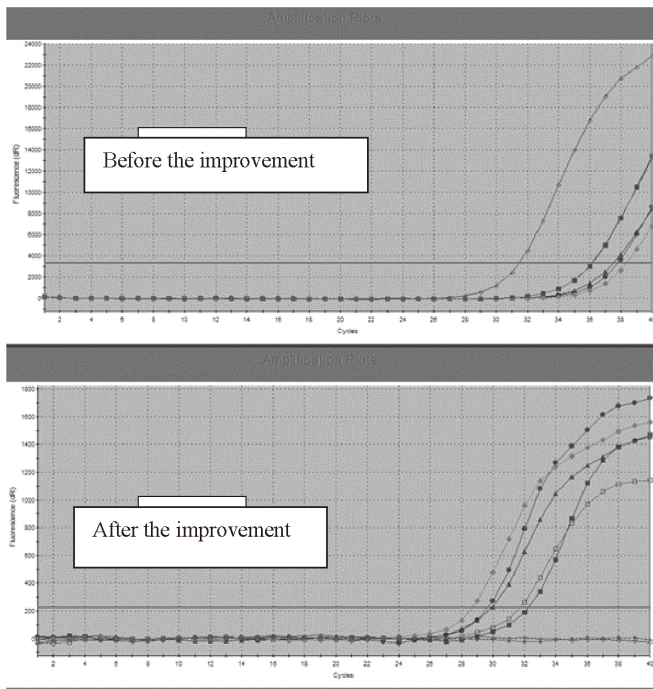 Amplification Plots
24000
22000
20000
18000
16000
14000
12000
10000
8000
6000
4000
2000
0
Fluorescence (dR)
Before the improvement
2 4 6 8 10 12 14 16 18 20 22 24 26 28 30 32 34 36 38 40
Cycles
Amplification Plots
1800
1600
1400
1200
1000
800
600
400
200
0
Fluorescence (dR)
After the improvement
2 4 6 8 10 12 14 16 18 20 22 24 26 28 30 32 34 36 38 40
Cycles